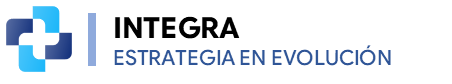 INTEGRA
ESTRATEGIA EN EVOLUCIÓN